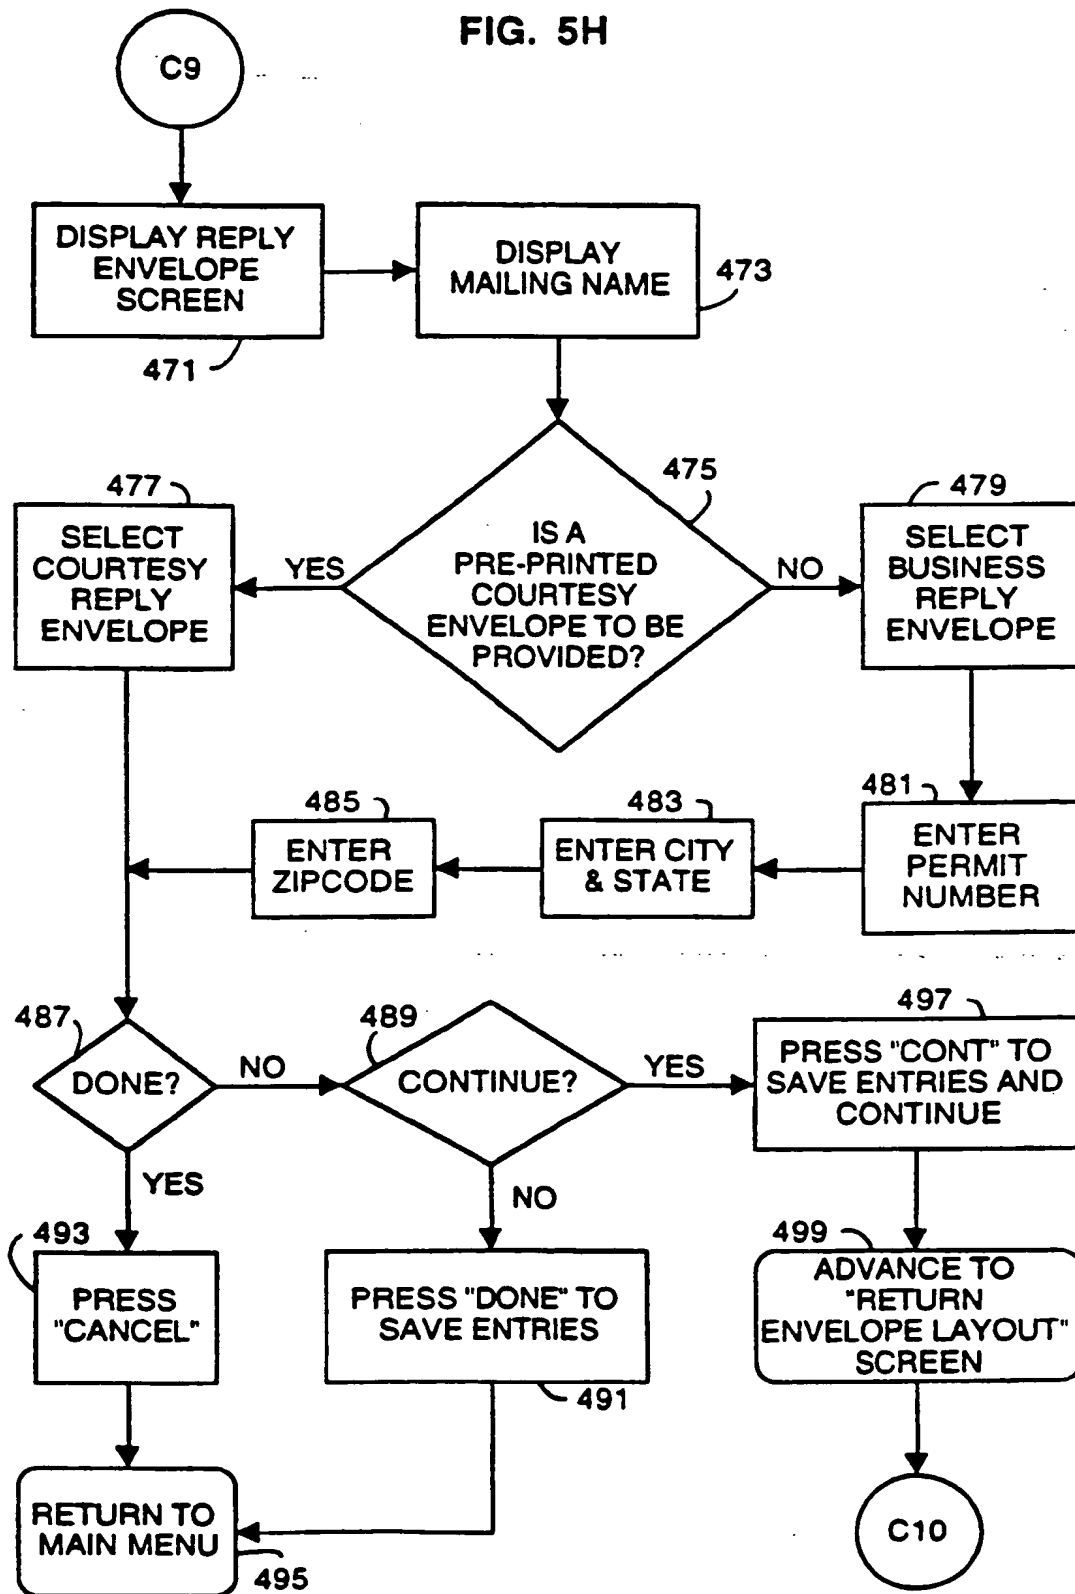 FIG. 5H
C9
DISPLAY REPLY
ENVELOPE
SCREEN
471
DISPLAY
MAILING NAME
473
475
IS A
PRE-PRINTED
COURTESY
ENVELOPE TO BE
PROVIDED?
YES
NO
477
SELECT
COURTESY
REPLY
ENVELOPE
479
SELECT
BUSINESS
REPLY
ENVELOPE
481
ENTER
PERMIT
NUMBER
483
ENTER CITY
& STATE
485
ENTER
ZIPCODE
487
DONE?
NO
YES
489
CONTINUE?
YES
NO
497
PRESS "CONT" TO
SAVE ENTRIES AND
CONTINUE
493
PRESS
"CANCEL"
PRESS "DONE" TO
SAVE ENTRIES
491
499
ADVANCE TO
"RETURN
ENVELOPE LAYOUT"
SCREEN
RETURN TO
MAIN MENU
495
C10